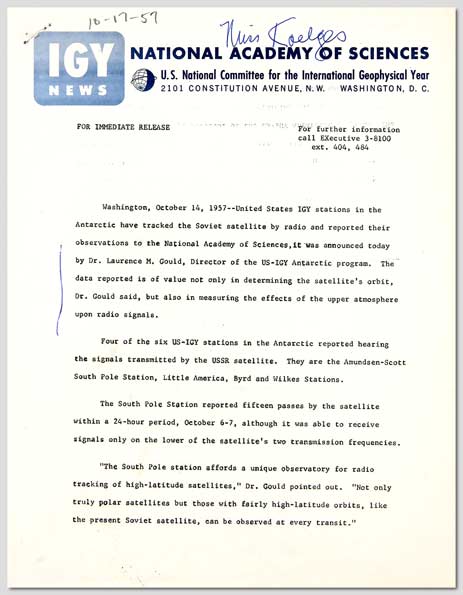 10-17-57
Miss
IGY
NEWS
NATIONAL ACADEMY OF SCIENCES
U.S. National Committee for the International Geophysical Year
2101 CONSTITUTION AVENUE, N. W. WASHINGTON, D. C.
FOR IMMEDIATE RELEASE
For further information
call EXecutive 3-8100
ext. 404, 484
Washington, October 14, 1957--United States IGY stations in the
Antarctic have tracked the Soviet satellite by radio and reported their
observations to the National Academy of Sciences,it was announced today
by Dr. Laurence M. Gould, Director of the US-IGY Antarctic program. The
data reported is of value not only in determining the satellite's orbit,
Dr. Gould said, but also in measuring the effects of the upper atmosphere
upon radio signals.
Four of the six US-IGY stations in the Antarctic reported hearing
the signals transmitted by the USSR satellite. They are the Amundsen-Scott
South Pole Station, Little America, Byrd and Wilkes Stations.
The South Pole Station reported fifteen passes by the satellite
within a 24-hour period, October 6-7, although it was able to receive
signals only on the lower of the satellite's two transmission frequencies.
"The South Pole station affords a unique observatory for radio
tracking of high-latitude satellites," Dr. Gould pointed out. "Not only
truly polar satellites but those with fairly high-latitude orbits, like
the present Soviet satellite, can be observed at every transit."